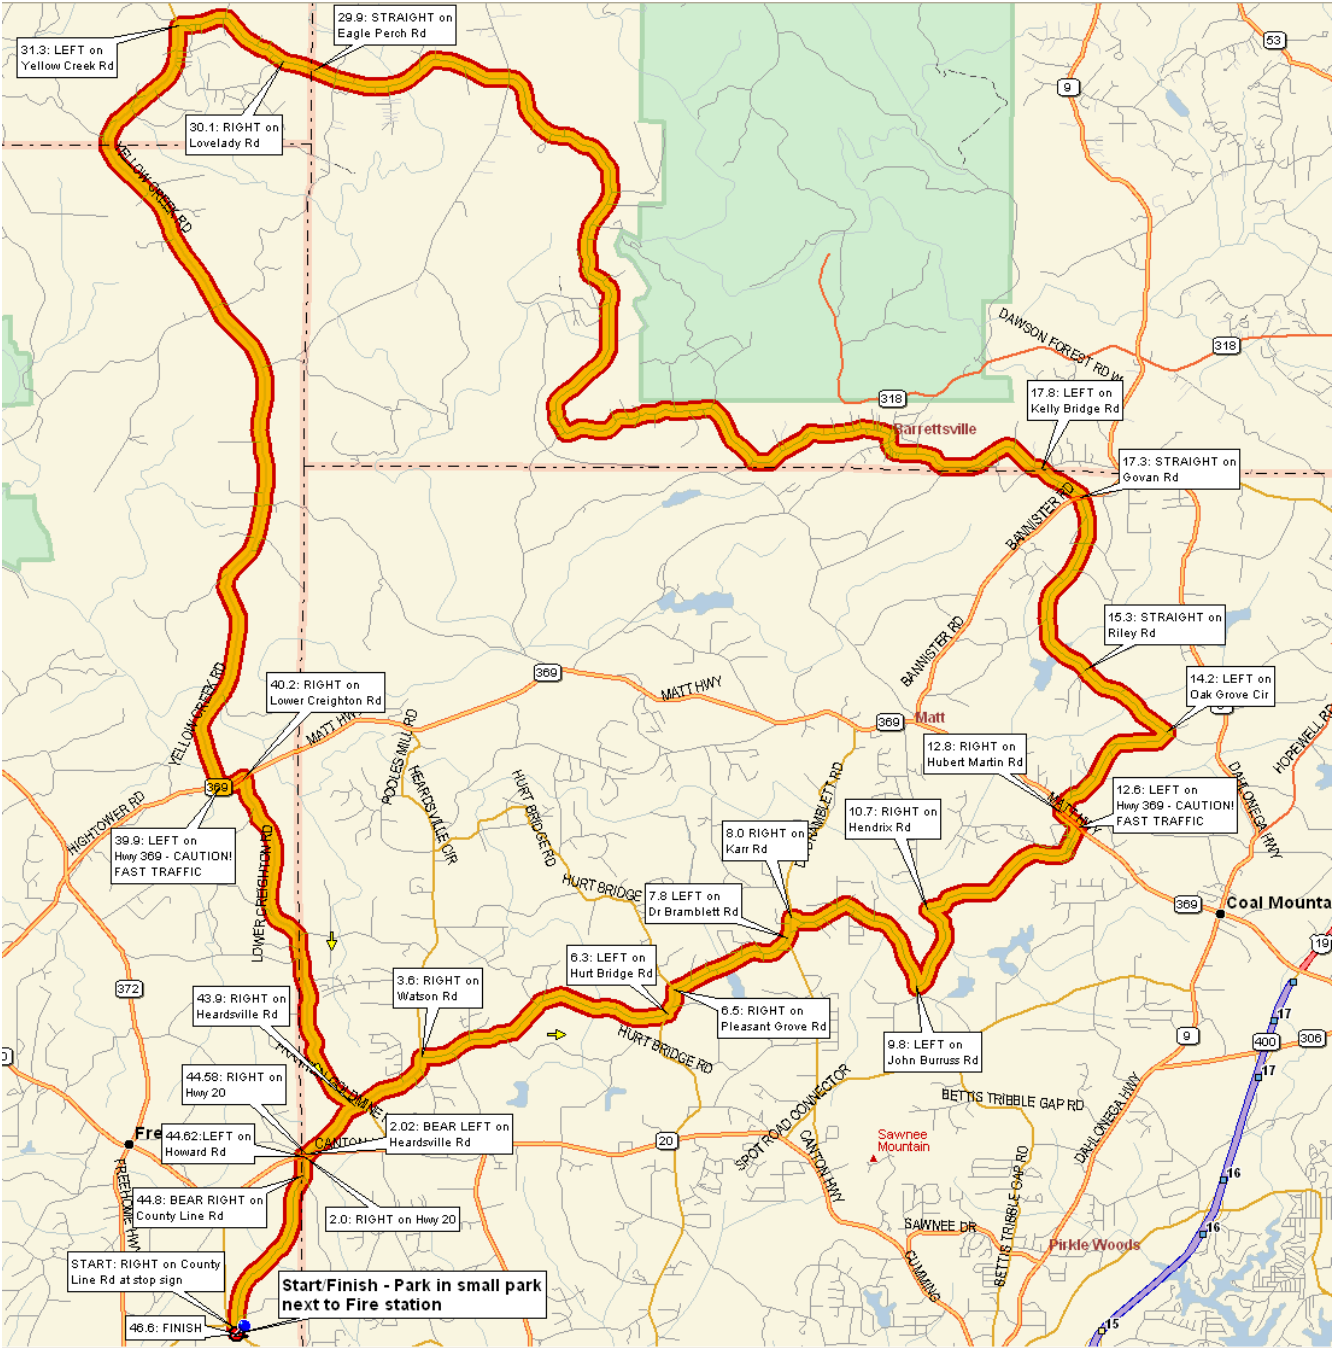 29.9: STRAIGHT on
Eagle Perch Rd
31.3: LEFT on
Yellow Creek Rd
53
9
30.1: RIGHT on
Lovelady Rd
YELLOW CREEK RD
DAWSON FOREST RD W
318
318
17.8: LEFT on
Kelly Bridge Rd
Barrettsville
17.3: STRAIGHT on
Govan Rd
BANNISTER RD
15.3: STRAIGHT on
Riley Rd
BANNISTER RD
YELLOW CREEK RD
40.2: RIGHT on
Lower Creighton Rd
369
MATT HWY
14.2: LEFT on
Oak Grove Cir
MATT HWY
369
Matt
HOPEWELL RD
POOLES MILL RD
12.8: RIGHT on
Hubert Martin Rd
HEARDSVILLE CIR
HURT BRIDGE RD
DAHLONEGA HWY
369
HIGHTOWER RD
12.6: LEFT on
Hwy 369 - CAUTION!
FAST TRAFFIC
MATT HWY
10.7: RIGHT on
Hendrix Rd
39.9: LEFT on
Hwy 369 - CAUTION!
FAST TRAFFIC
8.0 RIGHT on
Karr Rd
BRAMBLETT RD
LOWER CREIGHTON RD
HURT BRIDGE
7.8 LEFT on
Dr Bramblett Rd
369
Coal Mounta
19
372
6.3: LEFT on
Hurt Bridge Rd
3.6: RIGHT on
Watson Rd
43.9: RIGHT on
Heardsville Rd
6.5: RIGHT on
Pleasant Grove Rd
17
HURT BRIDGE RD
9.8: LEFT on
John Burruss Rd
9
400
306
17
44.58: RIGHT on
Hwy 20
BETTIS TRIBBLE GAP RD
SPOT ROAD CONNECTOR
DAHLONEGA HWY
Fre
44.62:LEFT on
Howard Rd
CANTON
2.02: BEAR LEFT on
Heardsville Rd
20
Sawnee
Mountain
CANTON HWY
BETTIS TRIBBLE GAP RD
16
44.8: BEAR RIGHT on
County Line Rd
2.0: RIGHT on Hwy 20
FREEHOME HWY
SAWNEE DR
16
Pirkle Woods
CUMMING
START: RIGHT on County
Line Rd at stop sign
Start/Finish - Park in small park
next to Fire station
46.6: FINISH
15